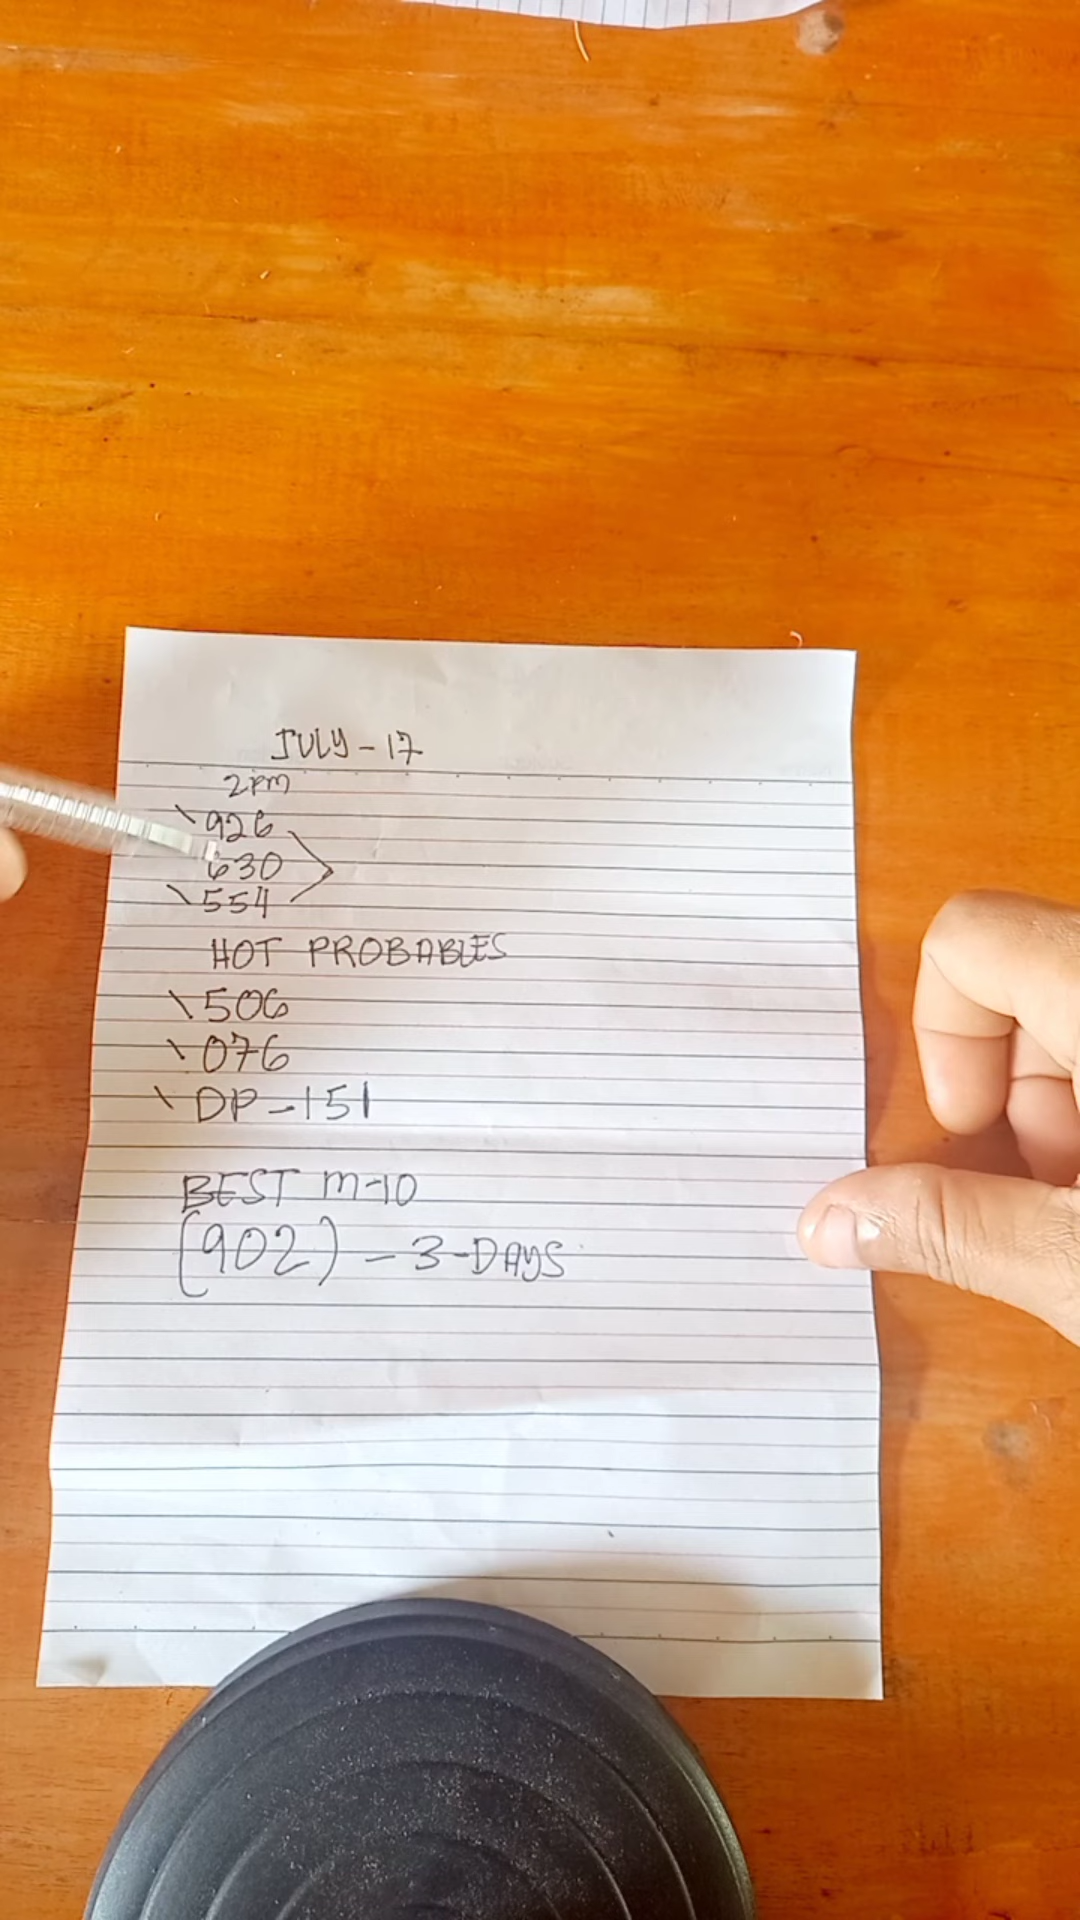 JULY-17
2pm
926
630
554
HOT PROBABLES
506
076
DP-151
BEST m-10
(902) - 3-DAYS